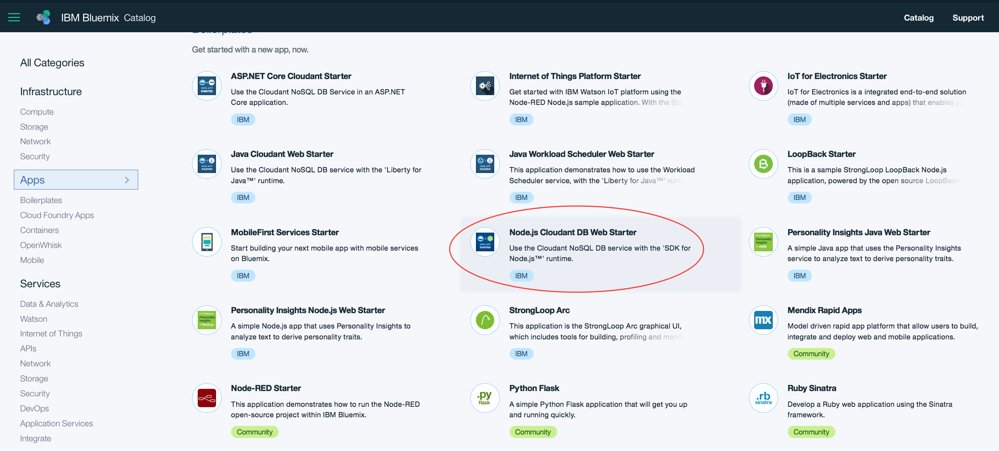 IBM Bluemix Catalog
Catalog
Support
Boilerplates
Get started with a new app, now.
All Categories
Infrastructure
Compute
Storage
Network
Security
Apps
Boilerplates
Cloud Foundry Apps
Containers
OpenWhisk
Mobile
Services
Data & Analytics
Watson
Internet of Things
APIs
Network
Storage
Security
DevOps
Application Services
Integrate
.net
WEB APP
STARTER
ASP.NET Core Cloudant Starter
Use the Cloudant NoSQL DB Service in an ASP.NET
Core application.
IBM
Internet of Things Platform Starter
Get started with IBM Watson IoT platform using the
Node-RED Node.js sample application. With the Sta
IBM
IoT for Electronics Starter
IoT for Electronics is a integrated end-to-end solution
(made of multiple services and apps) that enables y
IBM
WEB APP
STARTER
Java Cloudant Web Starter
Use the Cloudant NoSQL DB service with the 'Liberty for
Java™' runtime.
IBM
WEB APP
STARTER
Java Workload Scheduler Web Starter
This application demonstrates how to use the Workload
Scheduler service, with the 'Liberty for Java™' runti
IBM
LoopBack Starter
This is a sample StrongLoop LoopBack Node.js
application, powered by the open source LoopBack
IBM
MobileFirst Services Starter
Start building your next mobile app with mobile services
on Bluemix.
IBM
WEB APP
STARTER
Node.js Cloudant DB Web Starter
Use the Cloudant NoSQL DB service with the 'SDK for
Node.js™' runtime.
IBM
IBM Watson
Personality
Insights
+ JAVA
Personality Insights Java Web Starter
A simple Java app that uses the Personality Insights
service to analyze text to derive personality traits.
IBM
IBM Watson
Personality
Insights
+ Node.js
Personality Insights Node.js Web Starter
A simple Node.js app that uses Personality Insights to
analyze text to derive personality traits.
IBM
StrongLoop Arc
This application is the StrongLoop Arc graphical UI,
which includes tools for building, profiling and monito
IBM
mx
Mendix Rapid Apps
Model driven rapid app platform that allow users to build,
integrate and deploy web and mobile applications.
Community
Node-RED Starter
This application demonstrates how to run the Node-RED
open-source project within IBM Bluemix.
Community
.py
flask
Python Flask
A simple Python Flask application that will get you up
and running quickly.
Community
.rb
sinatra
Ruby Sinatra
Develop a Ruby web application using the Sinatra
framework.
Community